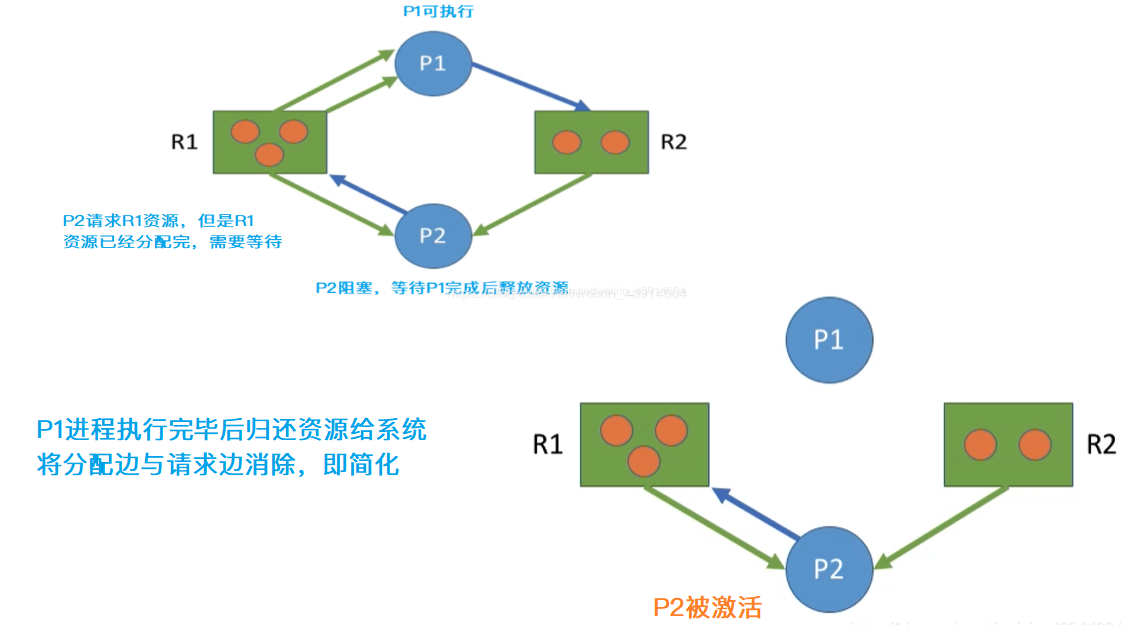 P1可执行
P1
R1
R2
P2请求R1资源，但是R1
资源已经分配完，需要等待
P2
P2阻塞，等待P1完成后释放资源
P1
P1进程执行完毕后归还资源给系统
将分配边与请求边消除，即简化
R1
R2
P2
P2被激活